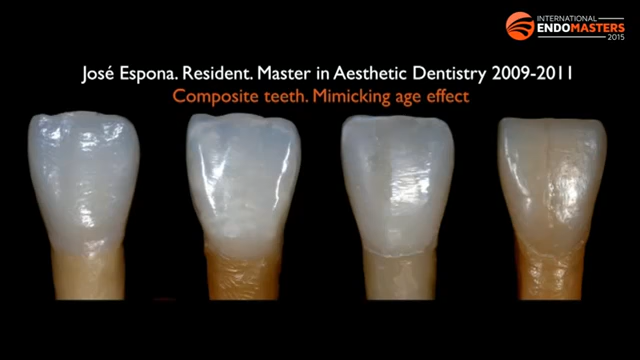 INTERNATIONAL
ENDOMASTERS
2015
José Espona. Resident. Master in Aesthetic Dentistry 2009-2011
Composite teeth. Mimicking age effect